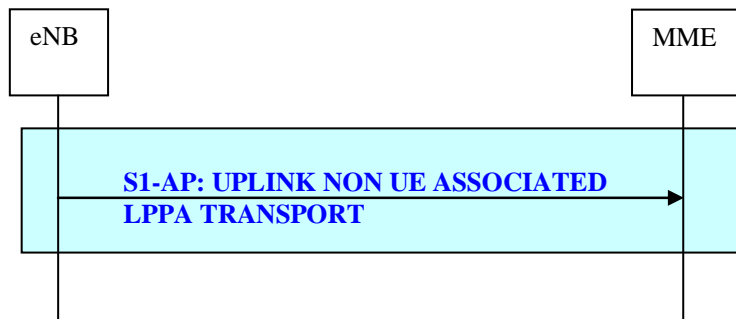 eNB
MME
S1-AP: UPLINK NON UE ASSOCIATED
LPPA TRANSPORT